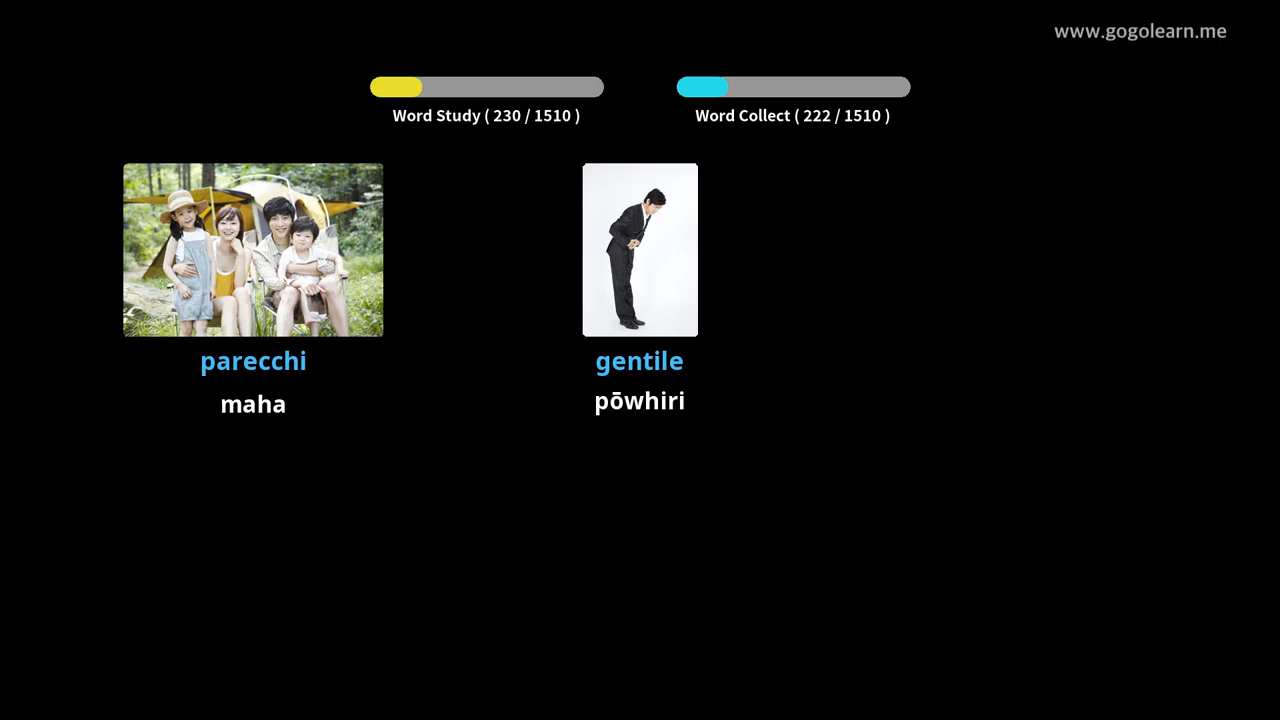 www.gogolearn.me
Word Study ( 230 / 1510 )
Word Collect ( 222 / 1510 )
parecchi
maha
gentile
pōwhiri